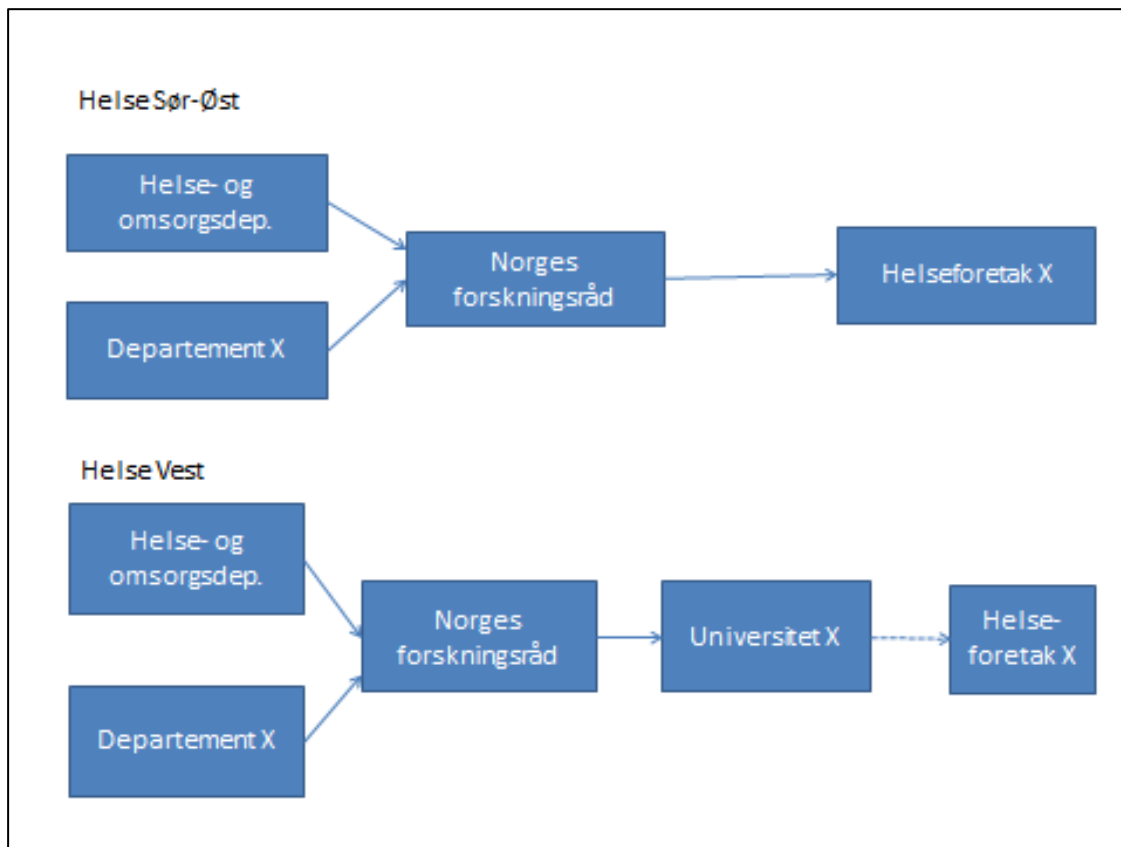 Helse Sør-Øst
Helse- og
omsorgsdep.
Departement X
Norges
forskningsråd
Helseforetak X
Helse Vest
Helse- og
omsorgsdep.
Departement X
Norges
forskningsråd
Universitet X
Helse-
foretak X